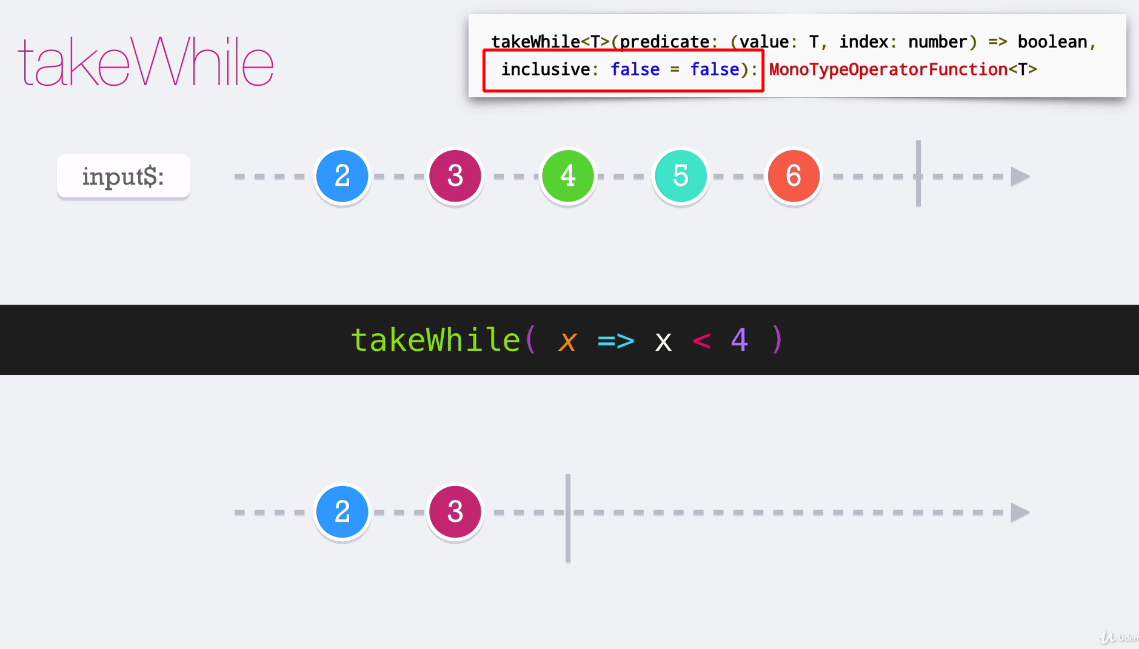 takeWhile
takeWhile<T>(predicate: (value: T, index: number) => boolean,
inclusive: false = false): MonoTypeOperatorFunction<T>
input$: 2 3 4 5 6
takeWhile( x => x < 4 )
2 3